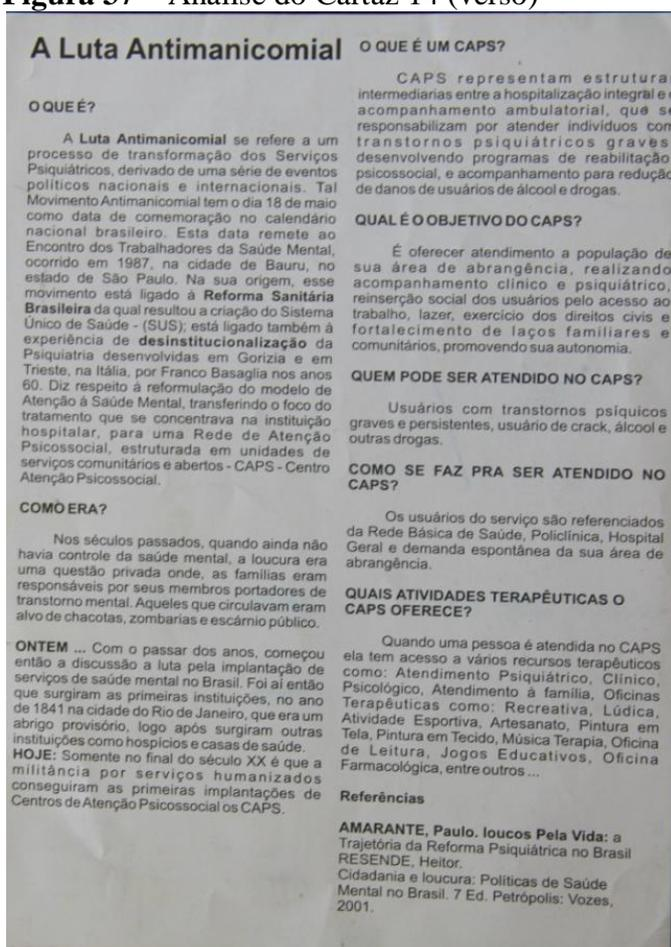 Figura 37 – Análise do Cartaz 14 (verso)
A Luta Antimanicomial
O QUE É?
A Luta Antimanicomial se refere a um
processo de transformação dos Serviços
Psiquiátricos, derivado de uma série de eventos
políticos nacionais e internacionais. Tal
Movimento Antimanicomial tem o dia 18 de maio
como data de comemoração no calendário
nacional brasileiro. Esta data remete ao
Encontro dos Trabalhadores da Saúde Mental,
ocorrido em 1987, na cidade de Bauru, no
estado de São Paulo. Na sua origem, esse
movimento está ligado à Reforma Sanitária
Brasileira da qual resultou a criação do Sistema
Único de Saúde - (SUS); está ligado também à
experiência de desinstitucionalização da
Psiquiatria desenvolvidas em Gorizia e em
Trieste, na Itália, por Franco Basaglia nos anos
60. Diz respeito à reformulação do modelo de
Atenção à Saúde Mental, transferindo o foco do
tratamento que se concentrava na instituição
hospitalar, para uma Rede de Atenção
Psicossocial, estruturada em unidades de
serviços comunitários e abertos - CAPS - Centro
Atenção Psicossocial.
COMO ERA?
Nos séculos passados, quando ainda não
havia controle da saúde mental, a loucura era
uma questão privada onde, as famílias eram
responsáveis por seus membros portadores de
transtorno mental. Aqueles que circulavam eram
alvo de chacotas, zombarias e escárnio público.
ONTEM ... Com o passar dos anos, começou
então a discussão a luta pela implantação de
serviços de saúde mental no Brasil. Foi aí então
que surgiram as primeiras instituições, no ano
de 1841 na cidade do Rio de Janeiro, que era um
abrigo provisório, logo após surgiram outras
instituições como hospícios e casas de saúde.
HOJE: Somente no final do século XX é que a
militância por serviços humanizados
conseguiram as primeiras implantações de
Centros de Atenção Psicossocial os CAPS.
O QUE É UM CAPS?
CAPS representam estrutura
intermediarias entre a hospitalização integral e
acompanhamento ambulatorial, que se
responsabilizam por atender indivíduos com
transtornos psiquiátricos graves
desenvolvendo programas de reabilitação
psicossocial, e acompanhamento para redução
de danos de usuários de álcool e drogas.
QUAL É O OBJETIVO DO CAPS?
É oferecer atendimento a população de
sua área de abrangência, realizando
acompanhamento clínico e psiquiátrico,
reinserção social dos usuários pelo acesso ao
trabalho, lazer, exercício dos direitos civis e
fortalecimento de laços familiares e
comunitários, promovendo sua autonomia.
QUEM PODE SER ATENDIDO NO CAPS?
Usuários com transtornos psíquicos
graves e persistentes, usuário de crack, álcool e
outras drogas.
COMO SE FAZ PRA SER ATENDIDO NO
CAPS?
Os usuários do serviço são referenciados
da Rede Básica de Saúde, Policlínica, Hospital
Geral e demanda espontânea da sua área de
abrangência.
QUAIS ATIVIDADES TERAPÊUTICAS O
CAPS OFERECE?
Quando uma pessoa é atendida no CAPS
ela tem acesso a vários recursos terapêuticos
como: Atendimento Psiquiátrico, Clínico,
Psicológico, Atendimento à família, Oficinas
Terapêuticas como: Recreativa, Lúdica,
Atividade Esportiva, Artesanato, Pintura em
Tela, Pintura em Tecido, Música Terapia, Oficina
de Leitura, Jogos Educativos, Oficina
Farmacológica, entre outros ...
Referências
AMARANTE, Paulo. loucos Pela Vida: a
Trajetória da Reforma Psiquiátrica no Brasil
RESENDE, Heitor.
Cidadania e loucura: Políticas de Saúde
Mental no Brasil. 7 Ed. Petrópolis: Vozes,
2001.